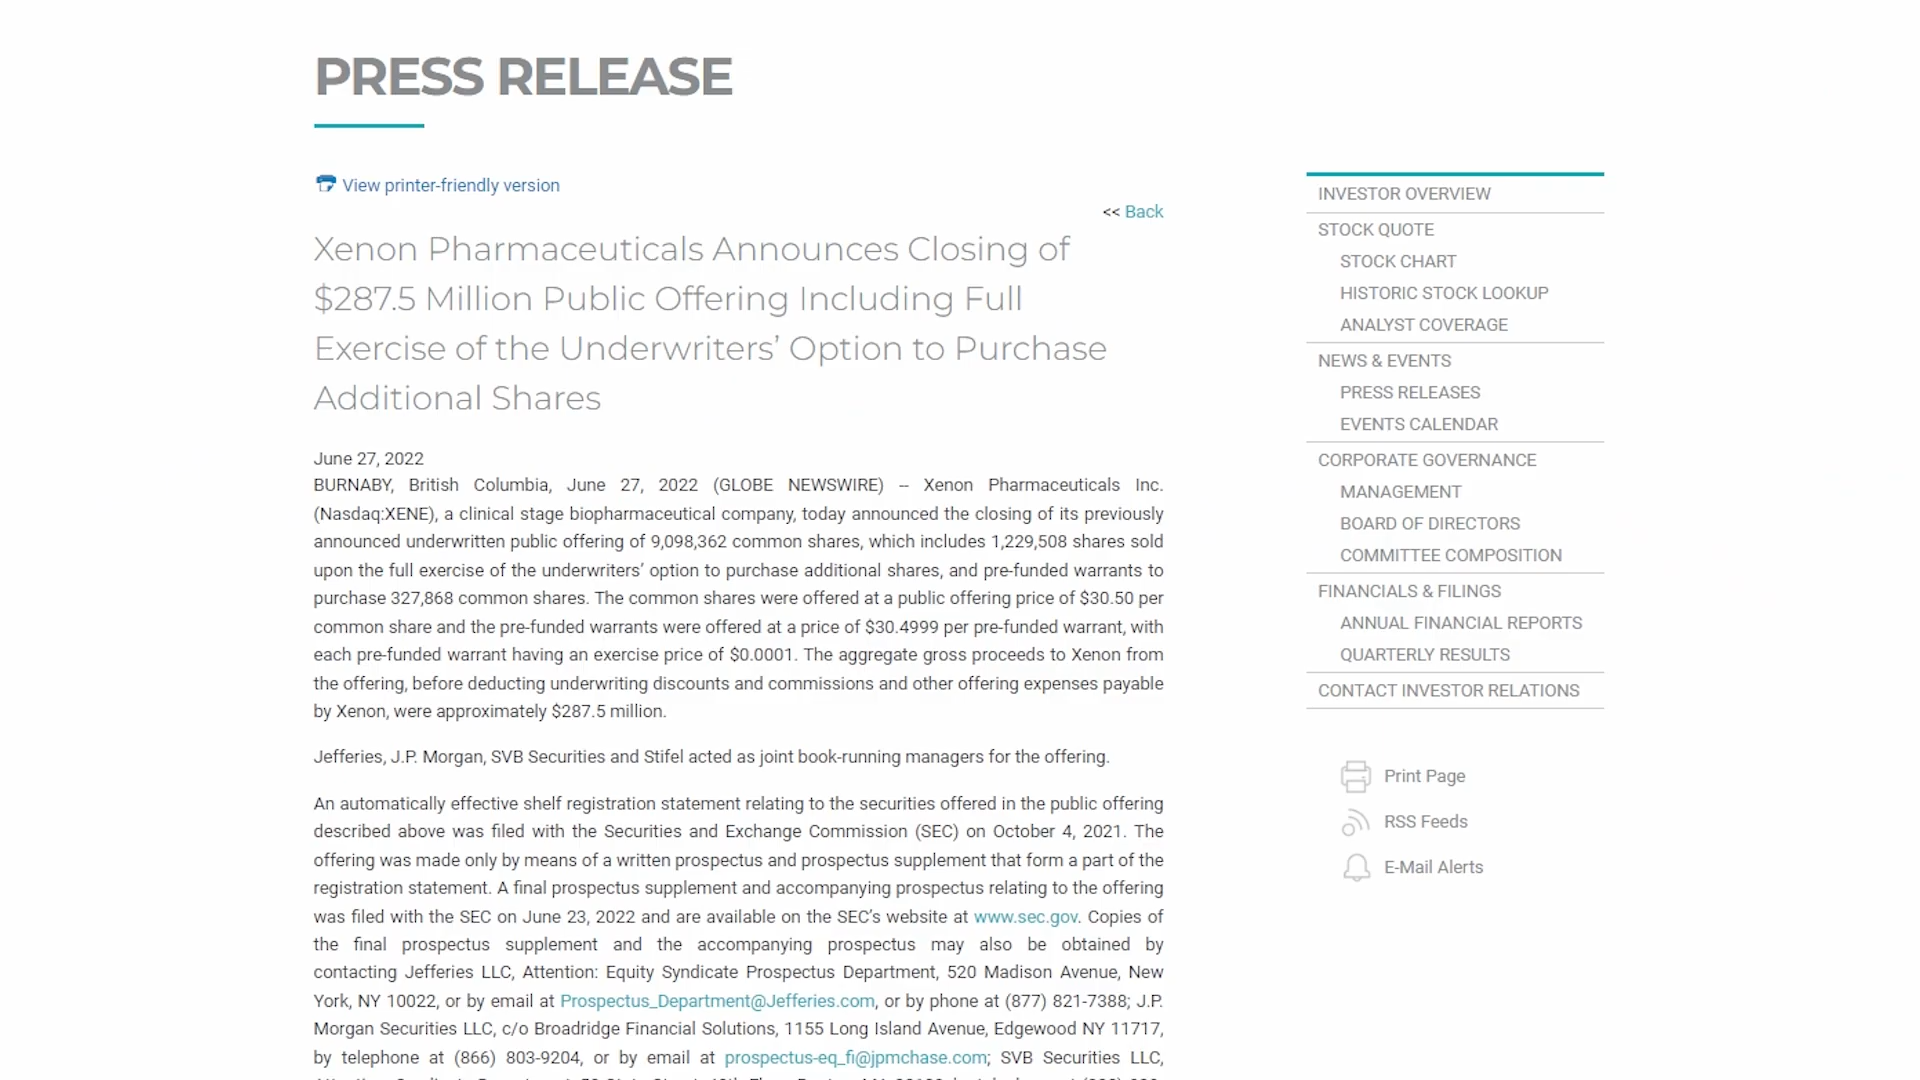 PRESS RELEASE
View printer-friendly version
<< Back
Xenon Pharmaceuticals Announces Closing of
$287.5 Million Public Offering Including Full
Exercise of the Underwriters’ Option to Purchase
Additional Shares
June 27, 2022
BURNABY, British Columbia, June 27, 2022 (GLOBE NEWSWIRE) -- Xenon Pharmaceuticals Inc.
(Nasdaq:XENE), a clinical stage biopharmaceutical company, today announced the closing of its previously
announced underwritten public offering of 9,098,362 common shares, which includes 1,229,508 shares sold
upon the full exercise of the underwriters’ option to purchase additional shares, and pre-funded warrants to
purchase 327,868 common shares. The common shares were offered at a public offering price of $30.50 per
common share and the pre-funded warrants were offered at a price of $30.4999 per pre-funded warrant, with
each pre-funded warrant having an exercise price of $0.0001. The aggregate gross proceeds to Xenon from
the offering, before deducting underwriting discounts and commissions and other offering expenses payable
by Xenon, were approximately $287.5 million.
Jefferies, J.P. Morgan, SVB Securities and Stifel acted as joint book-running managers for the offering.
An automatically effective shelf registration statement relating to the securities offered in the public offering
described above was filed with the Securities and Exchange Commission (SEC) on October 4, 2021. The
offering was made only by means of a written prospectus and prospectus supplement that form a part of the
registration statement. A final prospectus supplement and accompanying prospectus relating to the offering
was filed with the SEC on June 23, 2022 and are available on the SEC’s website at www.sec.gov. Copies of
the final prospectus supplement and the accompanying prospectus may also be obtained by
contacting Jefferies LLC, Attention: Equity Syndicate Prospectus Department, 520 Madison Avenue, New
York, NY 10022, or by email at Prospectus_Department@Jefferies.com, or by phone at (877) 821-7388; J.P.
Morgan Securities LLC, c/o Broadridge Financial Solutions, 1155 Long Island Avenue, Edgewood NY 11717,
by telephone at (866) 803-9204, or by email at prospectus-eq_fi@jpmchase.com; SVB Securities LLC,
INVESTOR OVERVIEW
STOCK QUOTE
STOCK CHART
HISTORIC STOCK LOOKUP
ANALYST COVERAGE
NEWS & EVENTS
PRESS RELEASES
EVENTS CALENDAR
CORPORATE GOVERNANCE
MANAGEMENT
BOARD OF DIRECTORS
COMMITTEE COMPOSITION
FINANCIALS & FILINGS
ANNUAL FINANCIAL REPORTS
QUARTERLY RESULTS
CONTACT INVESTOR RELATIONS
Print Page
RSS Feeds
E-Mail Alerts